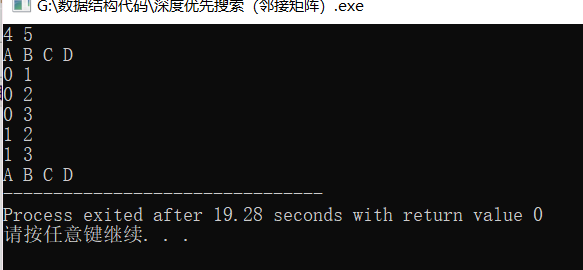 G:\数据结构代码\深度优先搜索（邻接矩阵）.exe
4 5
A B C D
0 1
0 2
0 3
1 2
1 3
A B C D
--------------------------------
Process exited after 19.28 seconds with return value 0
请按任意键继续. . .